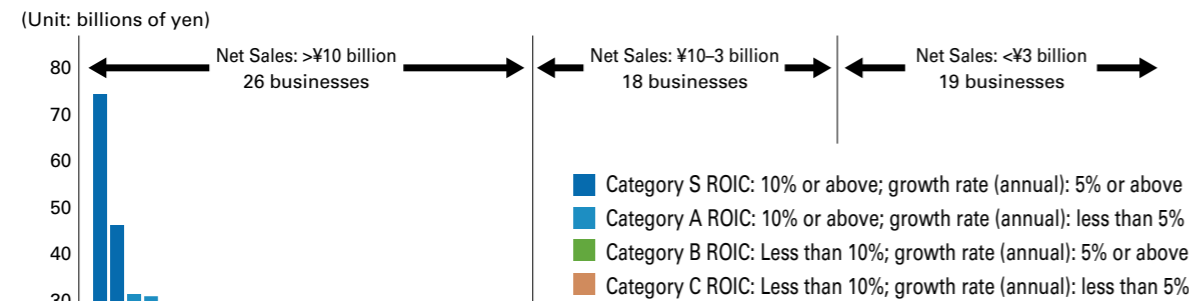 (Unit: billions of yen)
Net Sales: >¥10 billion
26 businesses
Net Sales: ¥10–3 billion
18 businesses
Net Sales: <¥3 billion
19 businesses
80
70
60
50
40
30
Category S ROIC: 10% or above; growth rate (annual): 5% or above
Category A ROIC: 10% or above; growth rate (annual): less than 5%
Category B ROIC: Less than 10%; growth rate (annual): 5% or above
Category C ROIC: Less than 10%; growth rate (annual): less than 5%